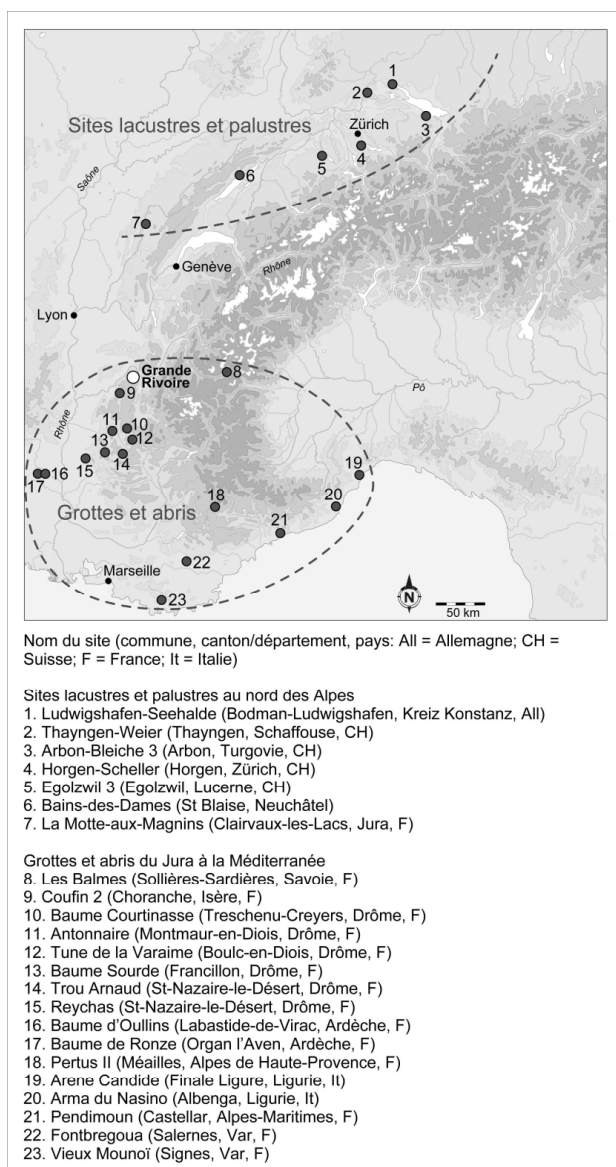 1
2
3
Sites lacustres et palustres
Zürich
4
5
6
Saône
7
Genève
Rhône
Lyon
Grande
Rivoire
8
9
Pô
Rhône
11
10
12
13
14
15
16
17
19
18
20
Grottes et abris
21
22
Marseille
23
N
50 km
Nom du site (commune, canton/département, pays: All = Allemagne; CH =
Suisse; F = France; It = Italie)
Sites lacustres et palustres au nord des Alpes
1. Ludwigshafen-Seehalde (Bodman-Ludwigshafen, Kreiz Konstanz, All)
2. Thayngen-Weier (Thayngen, Schaffouse, CH)
3. Arbon-Bleiche 3 (Arbon, Turgovie, CH)
4. Horgen-Scheller (Horgen, Zürich, CH)
5. Egolzwil 3 (Egolzwil, Lucerne, CH)
6. Bains-des-Dames (St Blaise, Neuchâtel)
7. La Motte-aux-Magnins (Clairvaux-les-Lacs, Jura, F)
Grottes et abris du Jura à la Méditerranée
8. Les Balmes (Sollières-Sardières, Savoie, F)
9. Coufin 2 (Choranche, Isère, F)
10. Baume Courtinasse (Treschenu-Creyers, Drôme, F)
11. Antonnaire (Montmaur-en-Diois, Drôme, F)
12. Tune de la Varaime (Boulc-en-Diois, Drôme, F)
13. Baume Sourde (Francillon, Drôme, F)
14. Trou Arnaud (St-Nazaire-le-Désert, Drôme, F)
15. Reychas (St-Nazaire-le-Désert, Drôme, F)
16. Baume d'Oullins (Labastide-de-Virac, Ardèche, F)
17. Baume de Ronze (Organ l'Aven, Ardèche, F)
18. Pertus II (Méailles, Alpes de Haute-Provence, F)
19. Arene Candide (Finale Ligure, Ligurie, It)
20. Arma du Nasino (Albenga, Ligurie, It)
21. Pendimoun (Castellar, Alpes-Maritimes, F)
22. Fontbregoua (Salernes, Var, F)
23. Vieux Mounoï (Signes, Var, F)